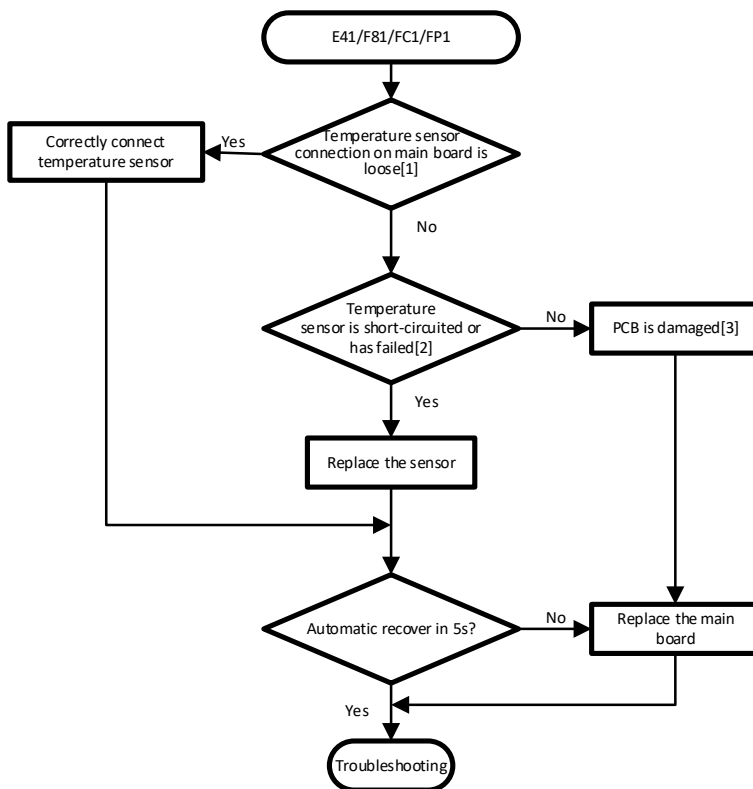 E41/F81/FC1/FP1
Temperature sensor
connection on main board is
loose[1]
Yes
Correctly connect
temperature sensor
No
Temperature
sensor is short-circuited or
has failed[2]
No
PCB is damaged[3]
Yes
Replace the sensor
Automatic recover in 5s?
No
Replace the main
board
Yes
Troubleshooting